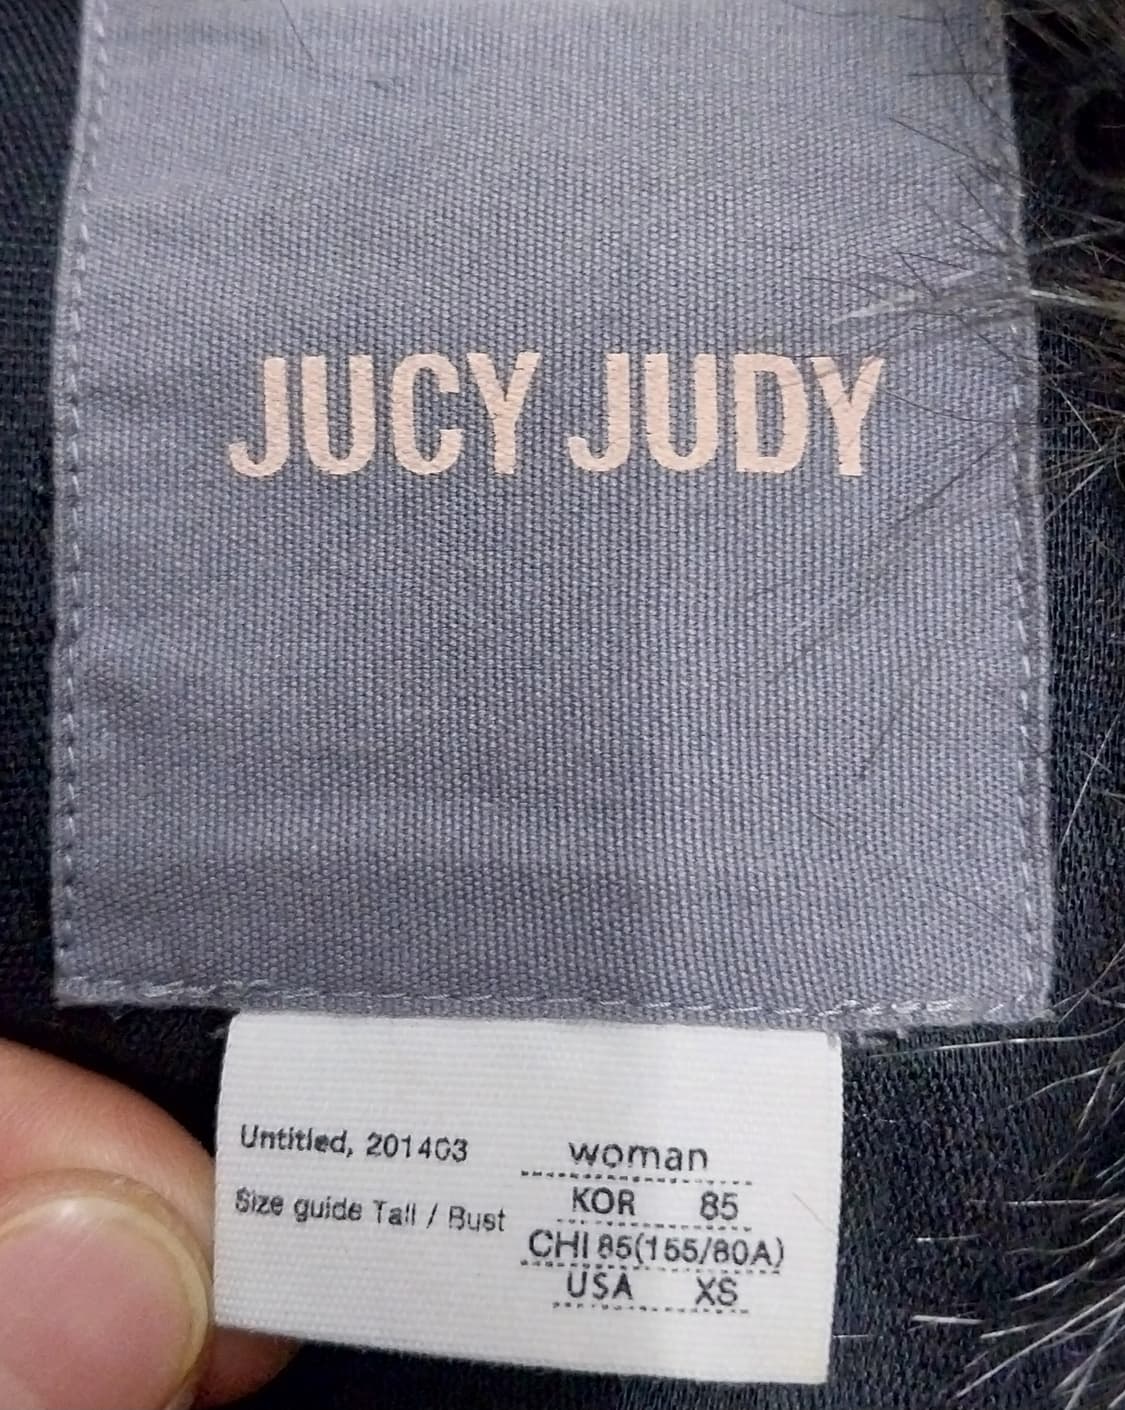 JUCY JUDY
Untitled, 201403
Size guide Tall / Bust
woman
KOR 85
CHI 85(155/80A)
USA XS